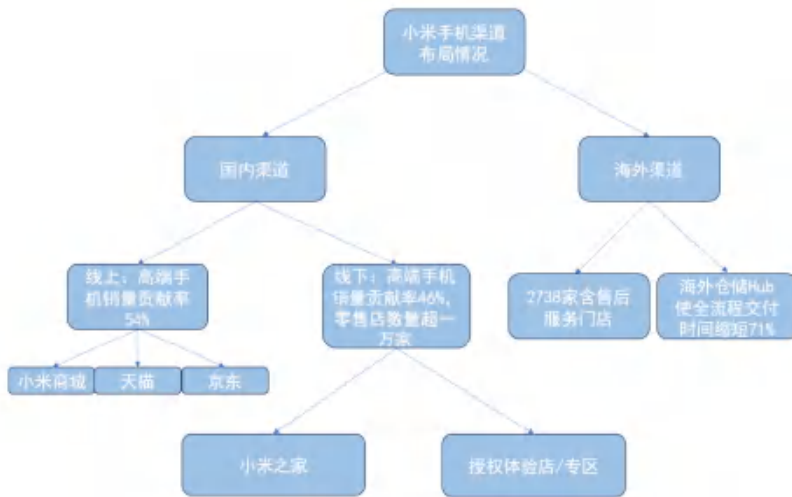 小米手机渠道
布局情况
国内渠道
海外渠道
线上：高端手
机销量贡献率
54%
线下：高端手机
销量贡献率46%，
零售店数量超一
万家
2738家含售后
服务门店
海外仓储Hub
使全流程交付
时间缩短71%
小米商城
天猫
京东
小米之家
授权体验店/专区